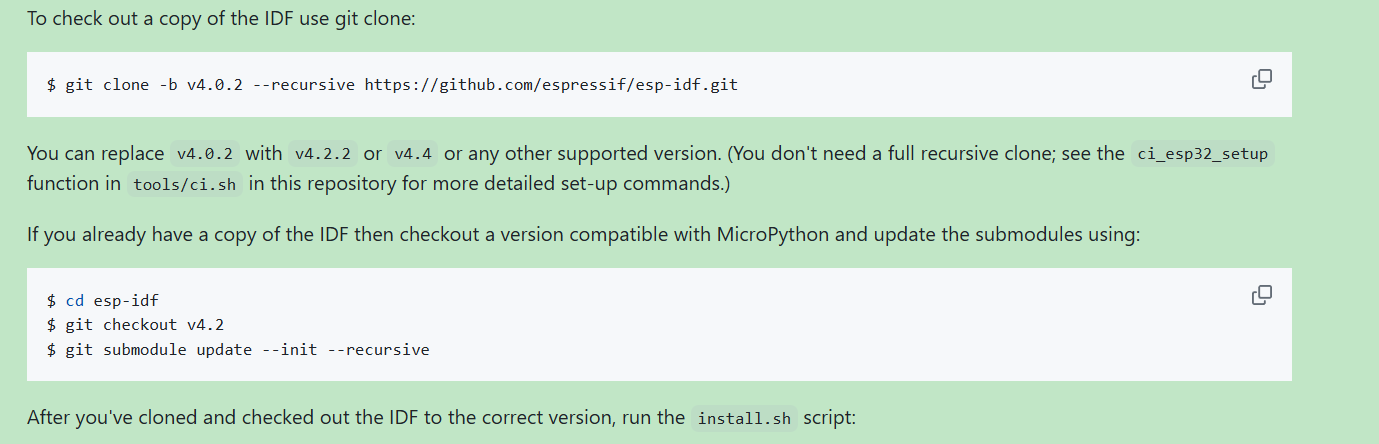 To check out a copy of the IDF use git clone:
$ git clone -b v4.0.2 --recursive https://github.com/espressif/esp-idf.git
You can replace v4.0.2 with v4.2.2 or v4.4 or any other supported version. (You don't need a full recursive clone; see the ci_esp32_setup
function in tools/ci.sh in this repository for more detailed set-up commands.)
If you already have a copy of the IDF then checkout a version compatible with MicroPython and update the submodules using:
$ cd esp-idf
$ git checkout v4.2
$ git submodule update --init --recursive
After you've cloned and checked out the IDF to the correct version, run the install.sh script: